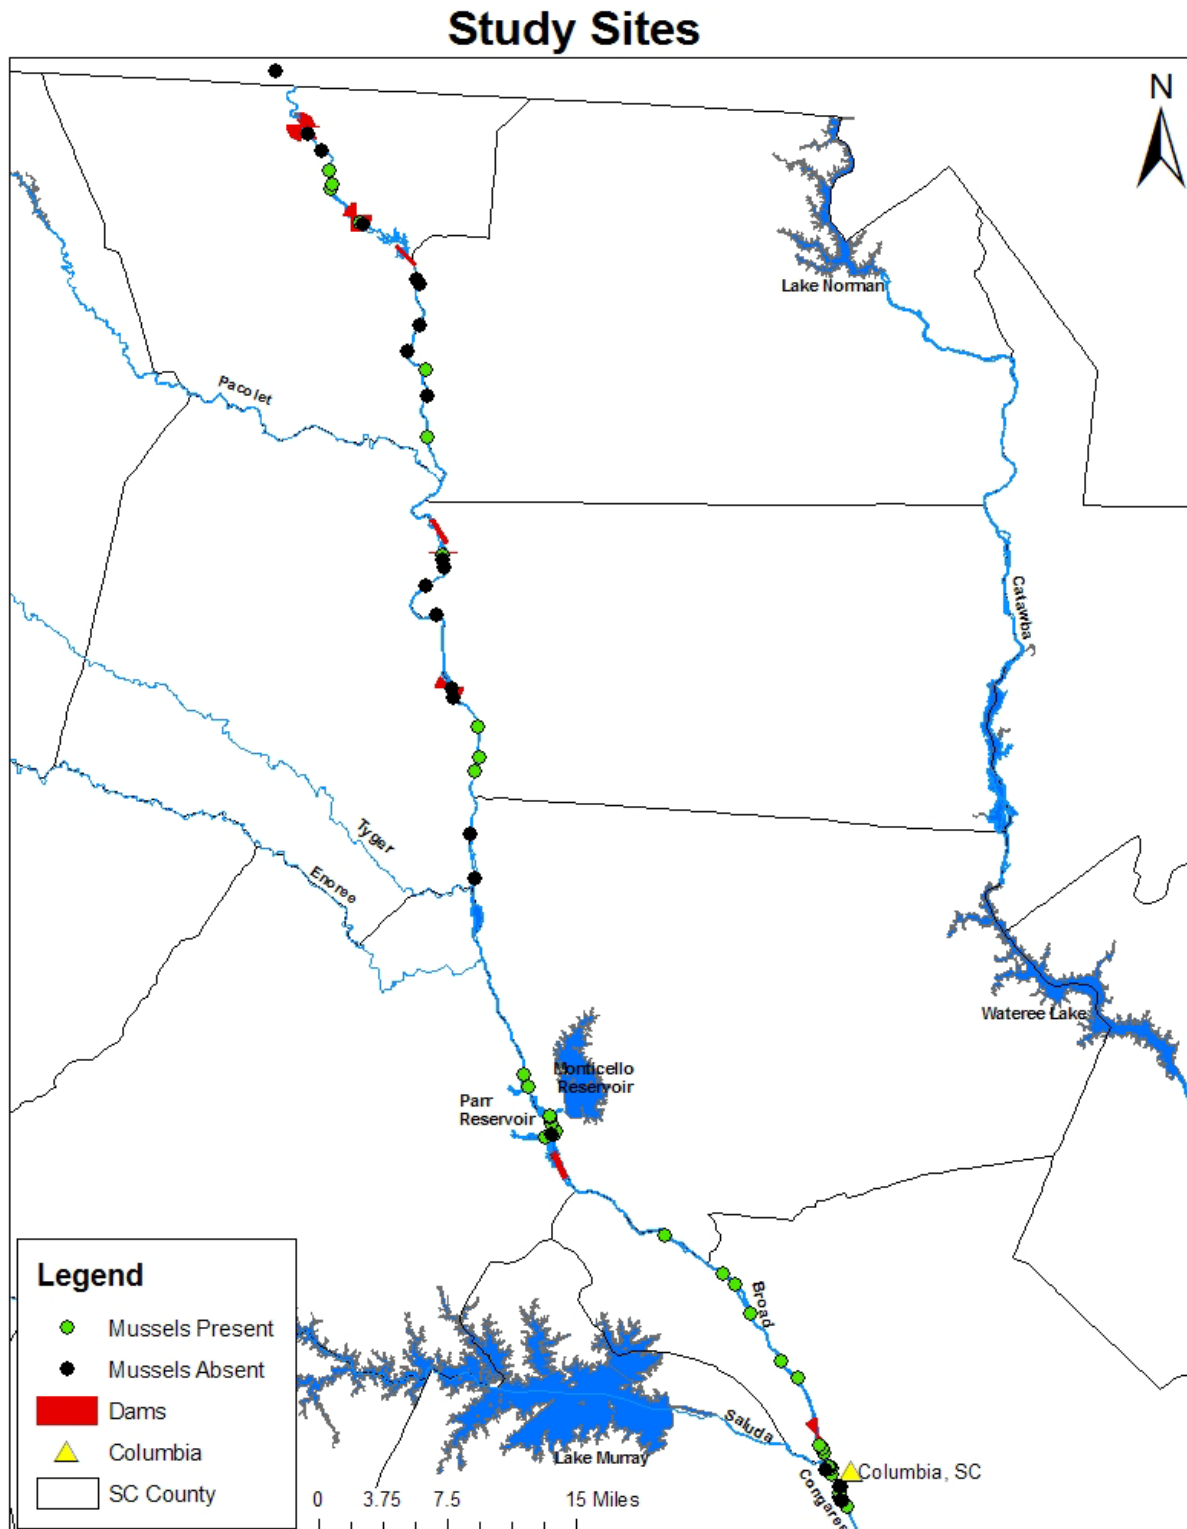 Study Sites
N
Lake Norman
Pacolet
Catawba
Tyger
Enoree
Wateree Lake
Monticello
Reservoir
Parr
Reservoir
Broad
Saluda
Lake Murray
Columbia, SC
Congaree
Legend
Mussels Present
Mussels Absent
Dams
Columbia
SC County
0 3.75 7.5 15 Miles